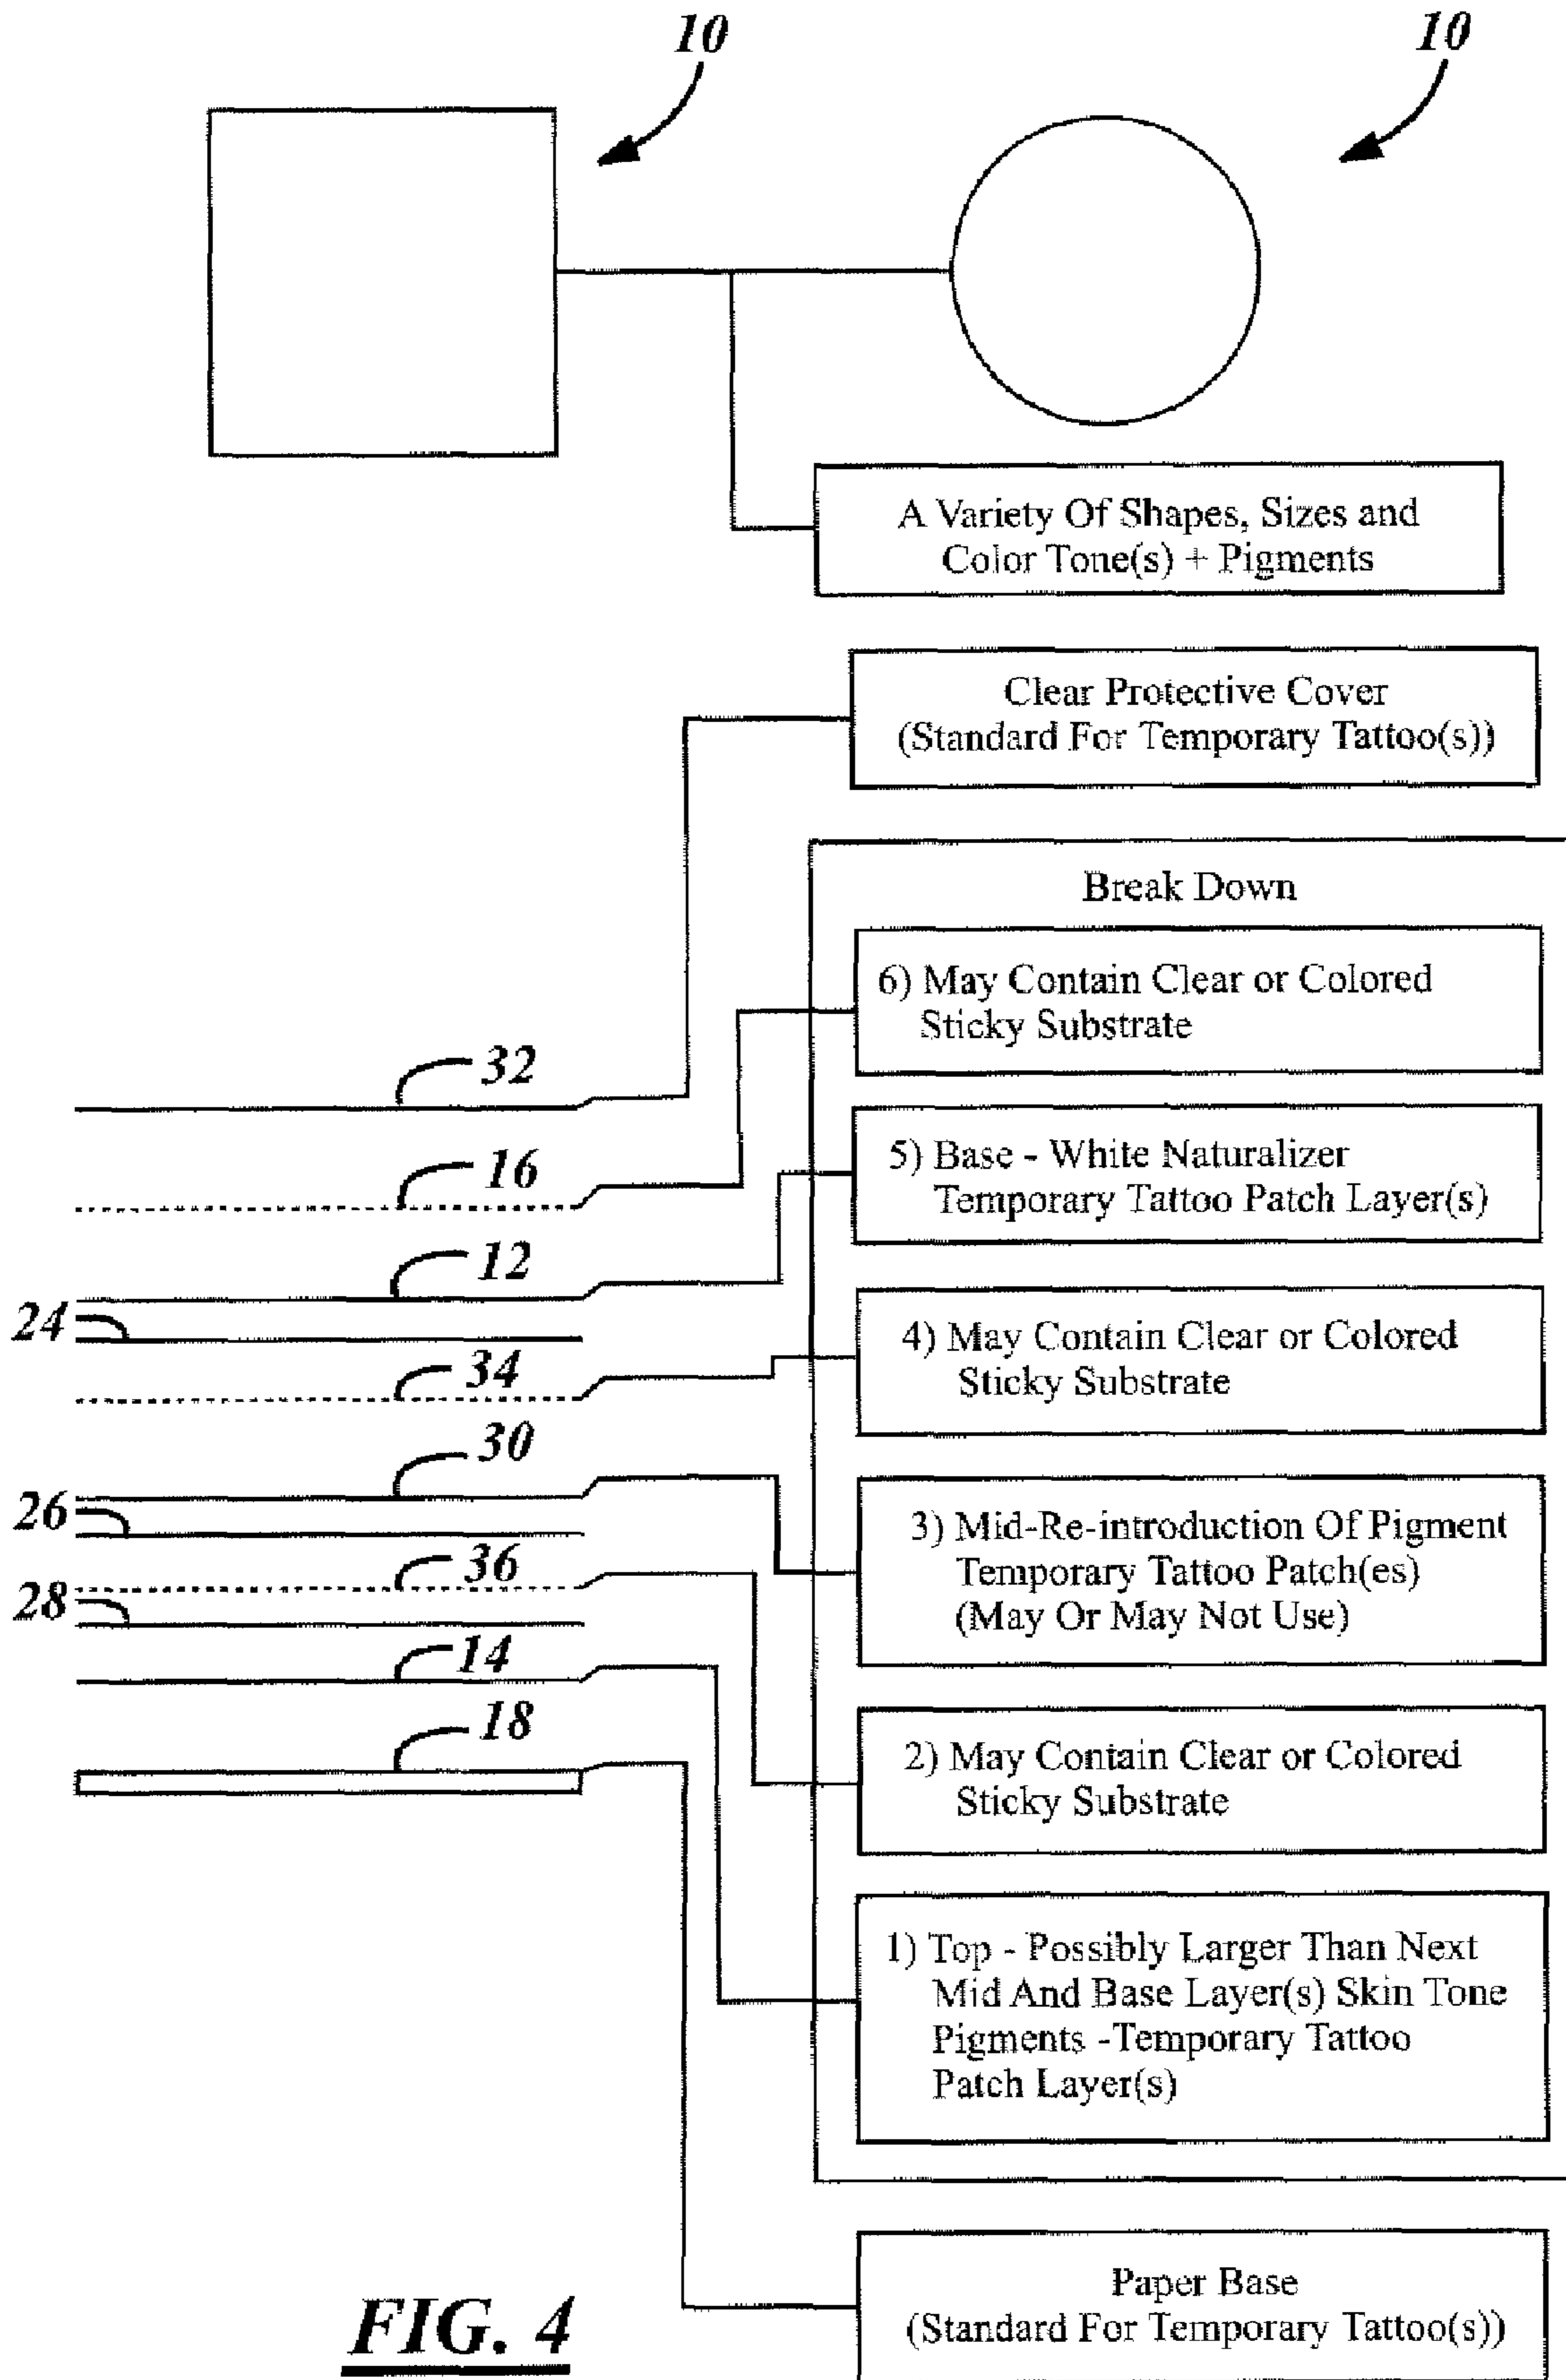 10
10
A Variety Of Shapes, Sizes and
Color Tone(s) + Pigments
Clear Protective Cover
(Standard For Temporary Tattoo(s))
Break Down
6) May Contain Clear or Colored
Sticky Substrate
32
5) Base - White Naturalizer
Temporary Tattoo Patch Layer(s)
16
12
24
4) May Contain Clear or Colored
Sticky Substrate
34
30
26
3) Mid-Re-introduction Of Pigment
Temporary Tattoo Patch(es)
(May Or May Not Use)
36
28
14
18
2) May Contain Clear or Colored
Sticky Substrate
1) Top - Possibly Larger Than Next
Mid And Base Layer(s) Skin Tone
Pigments -Temporary Tattoo
Patch Layer(s)
Paper Base
(Standard For Temporary Tattoo(s))
FIG. 4